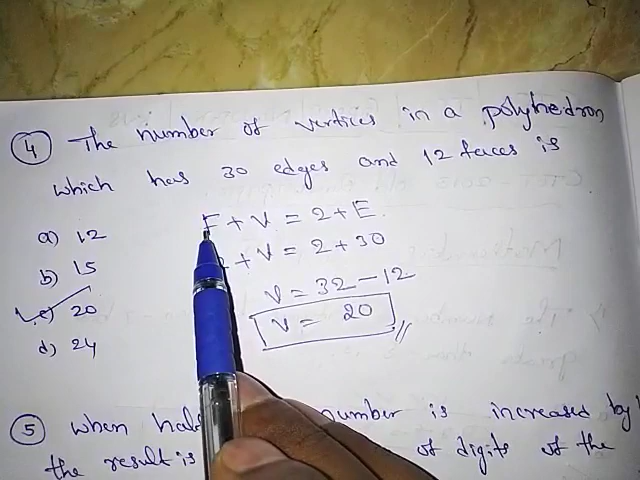 4 The number of vertices in a polyhedron
which has 30 edges and 12 faces is
F + V = 2 + E
a) 12
+ V = 2 + 30
b) 15
V = 32 - 12
c) 20
V = 20
d) 24
5 When number is increased by
the result is of digits of the